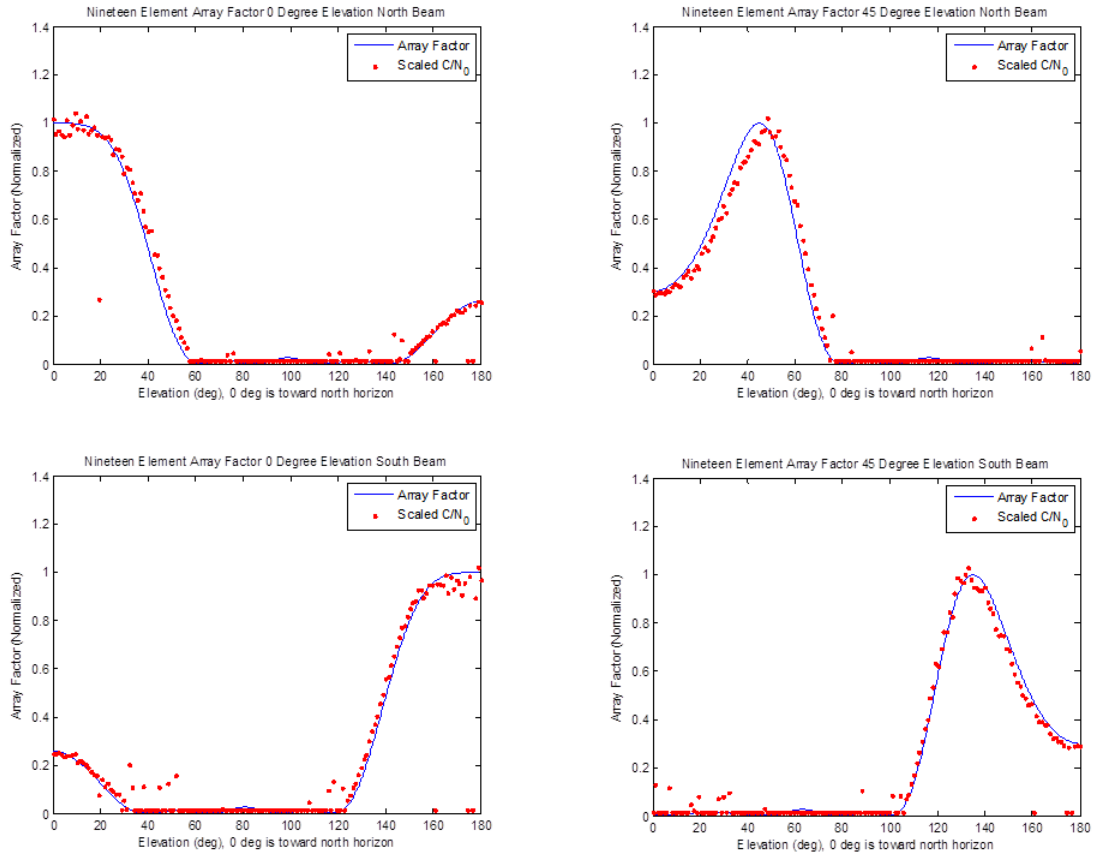 Nineteen Element Array Factor 0 Degree Elevation North Beam
1.4
1.2
1
0.8
0.6
0.4
0.2
0
Array Factor (Normalized)
Array Factor
Scaled C/N0
0 20 40 60 80 100 120 140 160 180
Elevation (deg), 0 deg is toward north horizon
Nineteen Element Array Factor 45 Degree Elevation North Beam
1.4
1.2
1
0.8
0.6
0.4
0.2
0
Array Factor (Normalized)
Array Factor
Scaled C/N0
0 20 40 60 80 100 120 140 160 180
Elevation (deg), 0 deg is toward north horizon
Nineteen Element Array Factor 0 Degree Elevation South Beam
1.4
1.2
1
0.8
0.6
0.4
0.2
0
Array Factor (Normalized)
Array Factor
Scaled C/N0
0 20 40 60 80 100 120 140 160 180
Elevation (deg), 0 deg is toward north horizon
Nineteen Element Array Factor 45 Degree Elevation South Beam
1.4
1.2
1
0.8
0.6
0.4
0.2
0
Array Factor (Normalized)
Array Factor
Scaled C/N0
0 20 40 60 80 100 120 140 160 180
Elevation (deg), 0 deg is toward north horizon